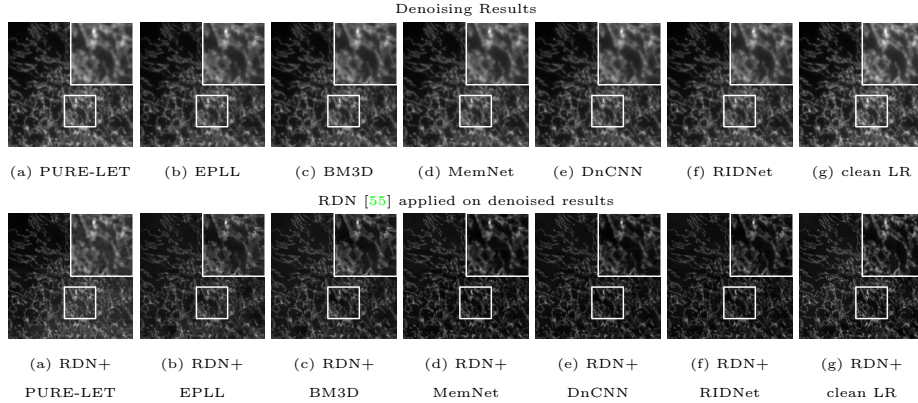 Denoising Results
(a) PURE-LET (b) EPLL (c) BM3D (d) MemNet (e) DnCNN (f) RIDNet (g) clean LR
RDN [55] applied on denoised results
(a) RDN+ (b) RDN+ (c) RDN+ (d) RDN+ (e) RDN+ (f) RDN+ (g) RDN+
PURE-LET EPLL BM3D MemNet DnCNN RIDNet clean LR